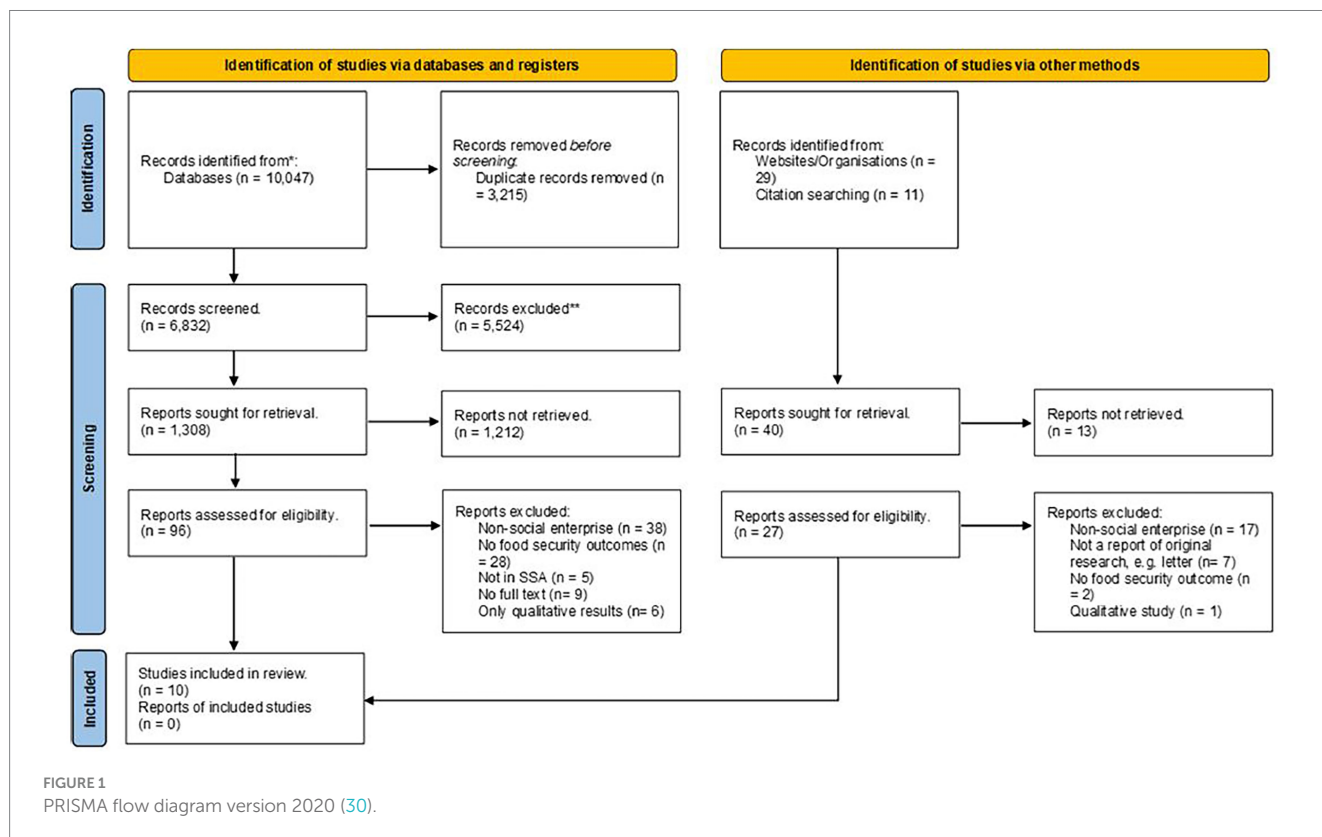 Identification of studies via databases and registers
Identification of studies via other methods
Identification
Records identified from*:
Databases (n = 10,047)
Records removed before
screening:
Duplicate records removed (n
= 3,215)
Records identified from:
Websites/Organisations (n =
29)
Citation searching (n = 11)
Screening
Records screened.
(n = 6,832)
Records excluded**
(n = 5,524)
Reports sought for retrieval.
(n = 1,308)
Reports not retrieved.
(n = 1,212)
Reports sought for retrieval.
(n = 40)
Reports not retrieved.
(n = 13)
Reports assessed for eligibility.
(n = 96)
Reports excluded:
Non-social enterprise (n = 38)
No food security outcomes (n
= 28)
Not in SSA (n = 5)
No full text (n= 9)
Only qualitative results (n= 6)
Reports assessed for eligibility.
(n = 27)
Reports excluded:
Non-social enterprise (n = 17)
Not a report of original
research, e.g. letter (n= 7)
No food security outcome (n
= 2)
Qualitative study (n = 1)
Included
Studies included in review.
(n = 10)
Reports of included studies
(n = 0)
FIGURE 1
PRISMA flow diagram version 2020 (30).